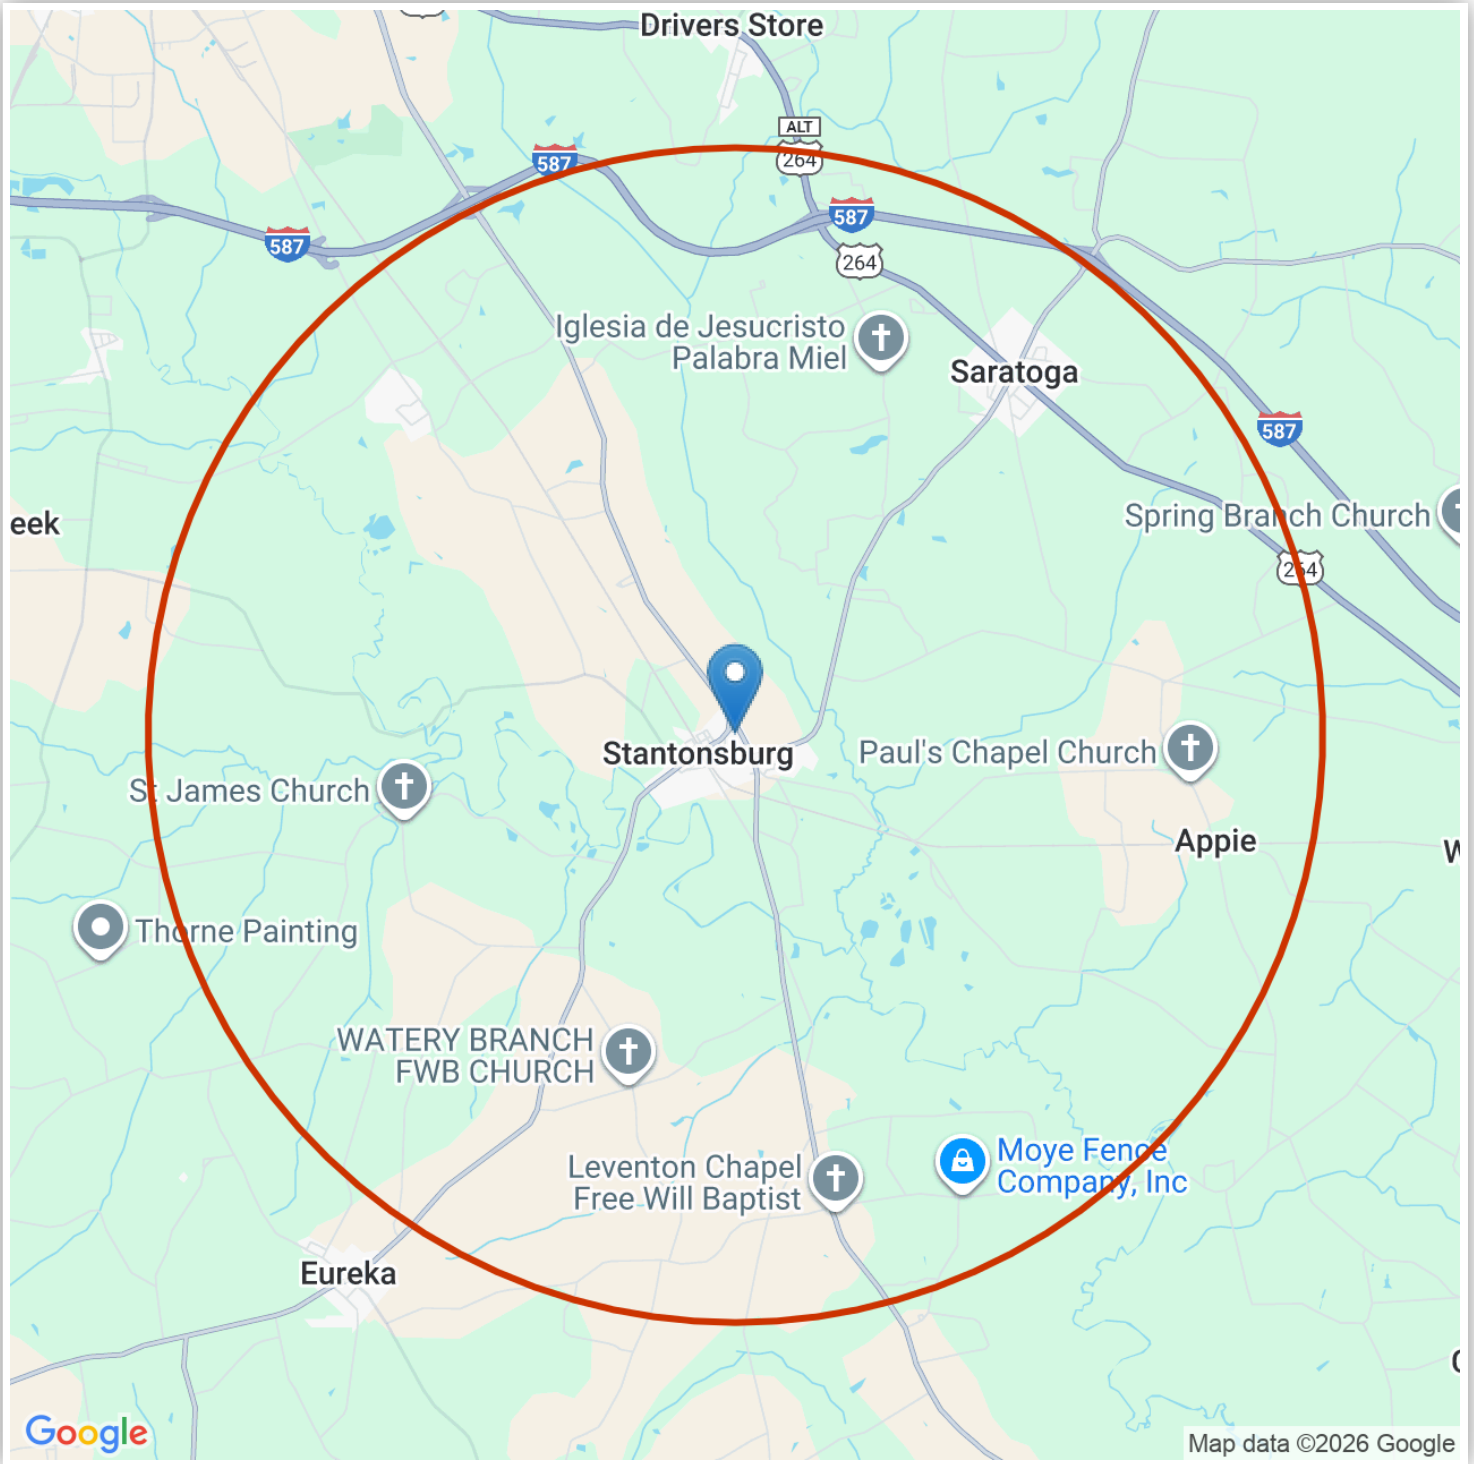 Drivers Store
ALT
264
587
587
587
264
Iglesia de Jesucristo
Palabra Miel
Saratoga
587
eek
Spring Branch Church
264
Stantonsburg
Paul's Chapel Church
St James Church
Appie
W
Thorne Painting
WATERY BRANCH
FWB CHURCH
Moye Fence
Company, Inc
Leventon Chapel
Free Will Baptist
Eureka
Google
Map data ©2026 Google